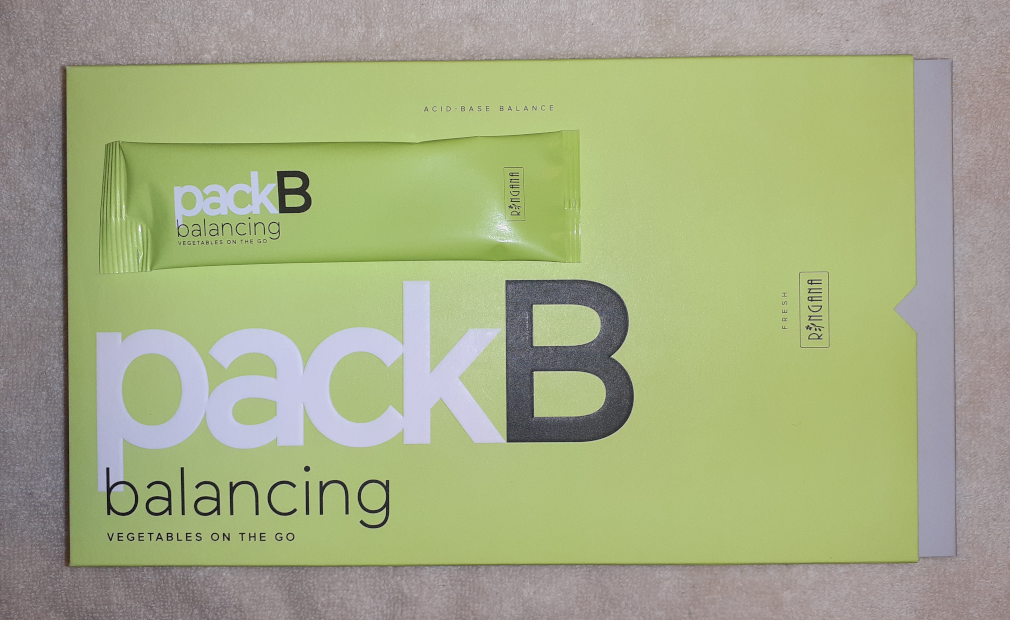 ACID-BASE BALANCE
packB
balancing
VEGETABLES ON THE GO
RINGANA
packB
balancing
VEGETABLES ON THE GO
FRESH
RINGANA